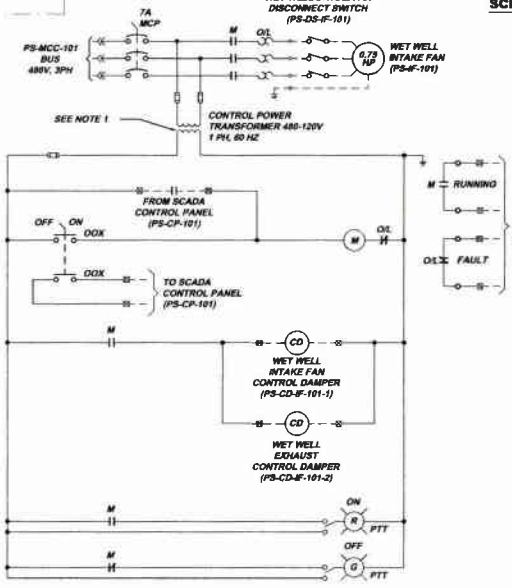 DISCONNECT SWITCH
(PS-DS-IF-101)
7A
MCP
M
O/L
PS-MCC-101
BUS
480V, 3PH
0.75
HP
WET WELL
INTAKE FAN
(PS-IF-101)
SEE NOTE 1
CONTROL POWER
TRANSFORMER 480-120V
1 PH, 60 HZ
M
RUNNING
O/L
FAULT
FROM SCADA
CONTROL PANEL
(PS-CP-101)
OFF
ON
OOX
M
O/L
OOX
TO SCADA
CONTROL PANEL
(PS-CP-101)
M
CD
WET WELL
INTAKE FAN
CONTROL DAMPER
(PS-CD-IF-101-1)
CD
WET WELL
EXHAUST
CONTROL DAMPER
(PS-CD-IF-101-2)
ON
M
R
PTT
OFF
M
G
PTT